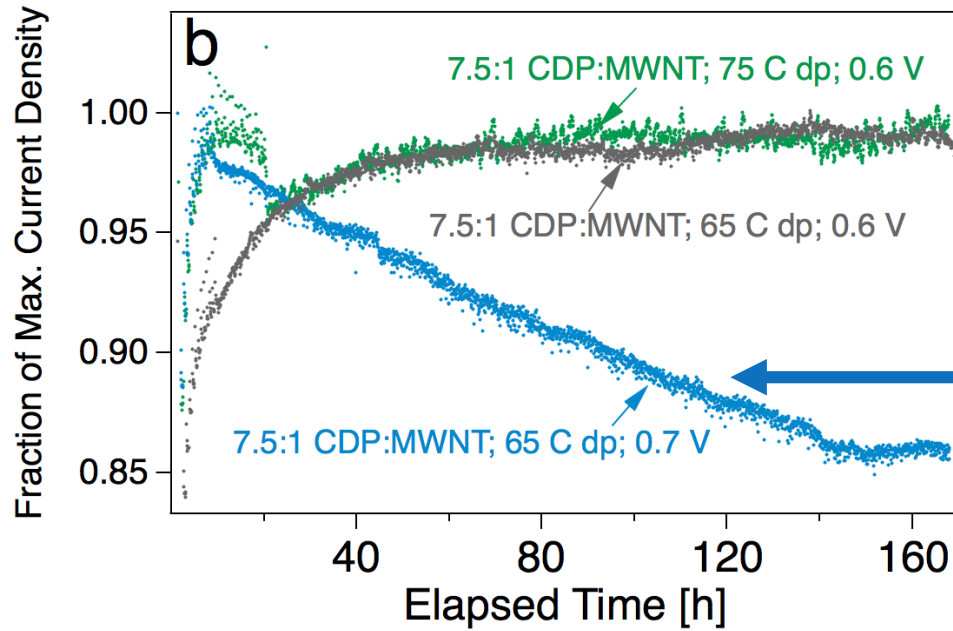 b
7.5:1 CDP:MWNT; 75 C dp; 0.6 V
7.5:1 CDP:MWNT; 65 C dp; 0.6 V
7.5:1 CDP:MWNT; 65 C dp; 0.7 V
Fraction of Max. Current Density
1.00
0.95
0.90
0.85
40 80 120 160
Elapsed Time [h]